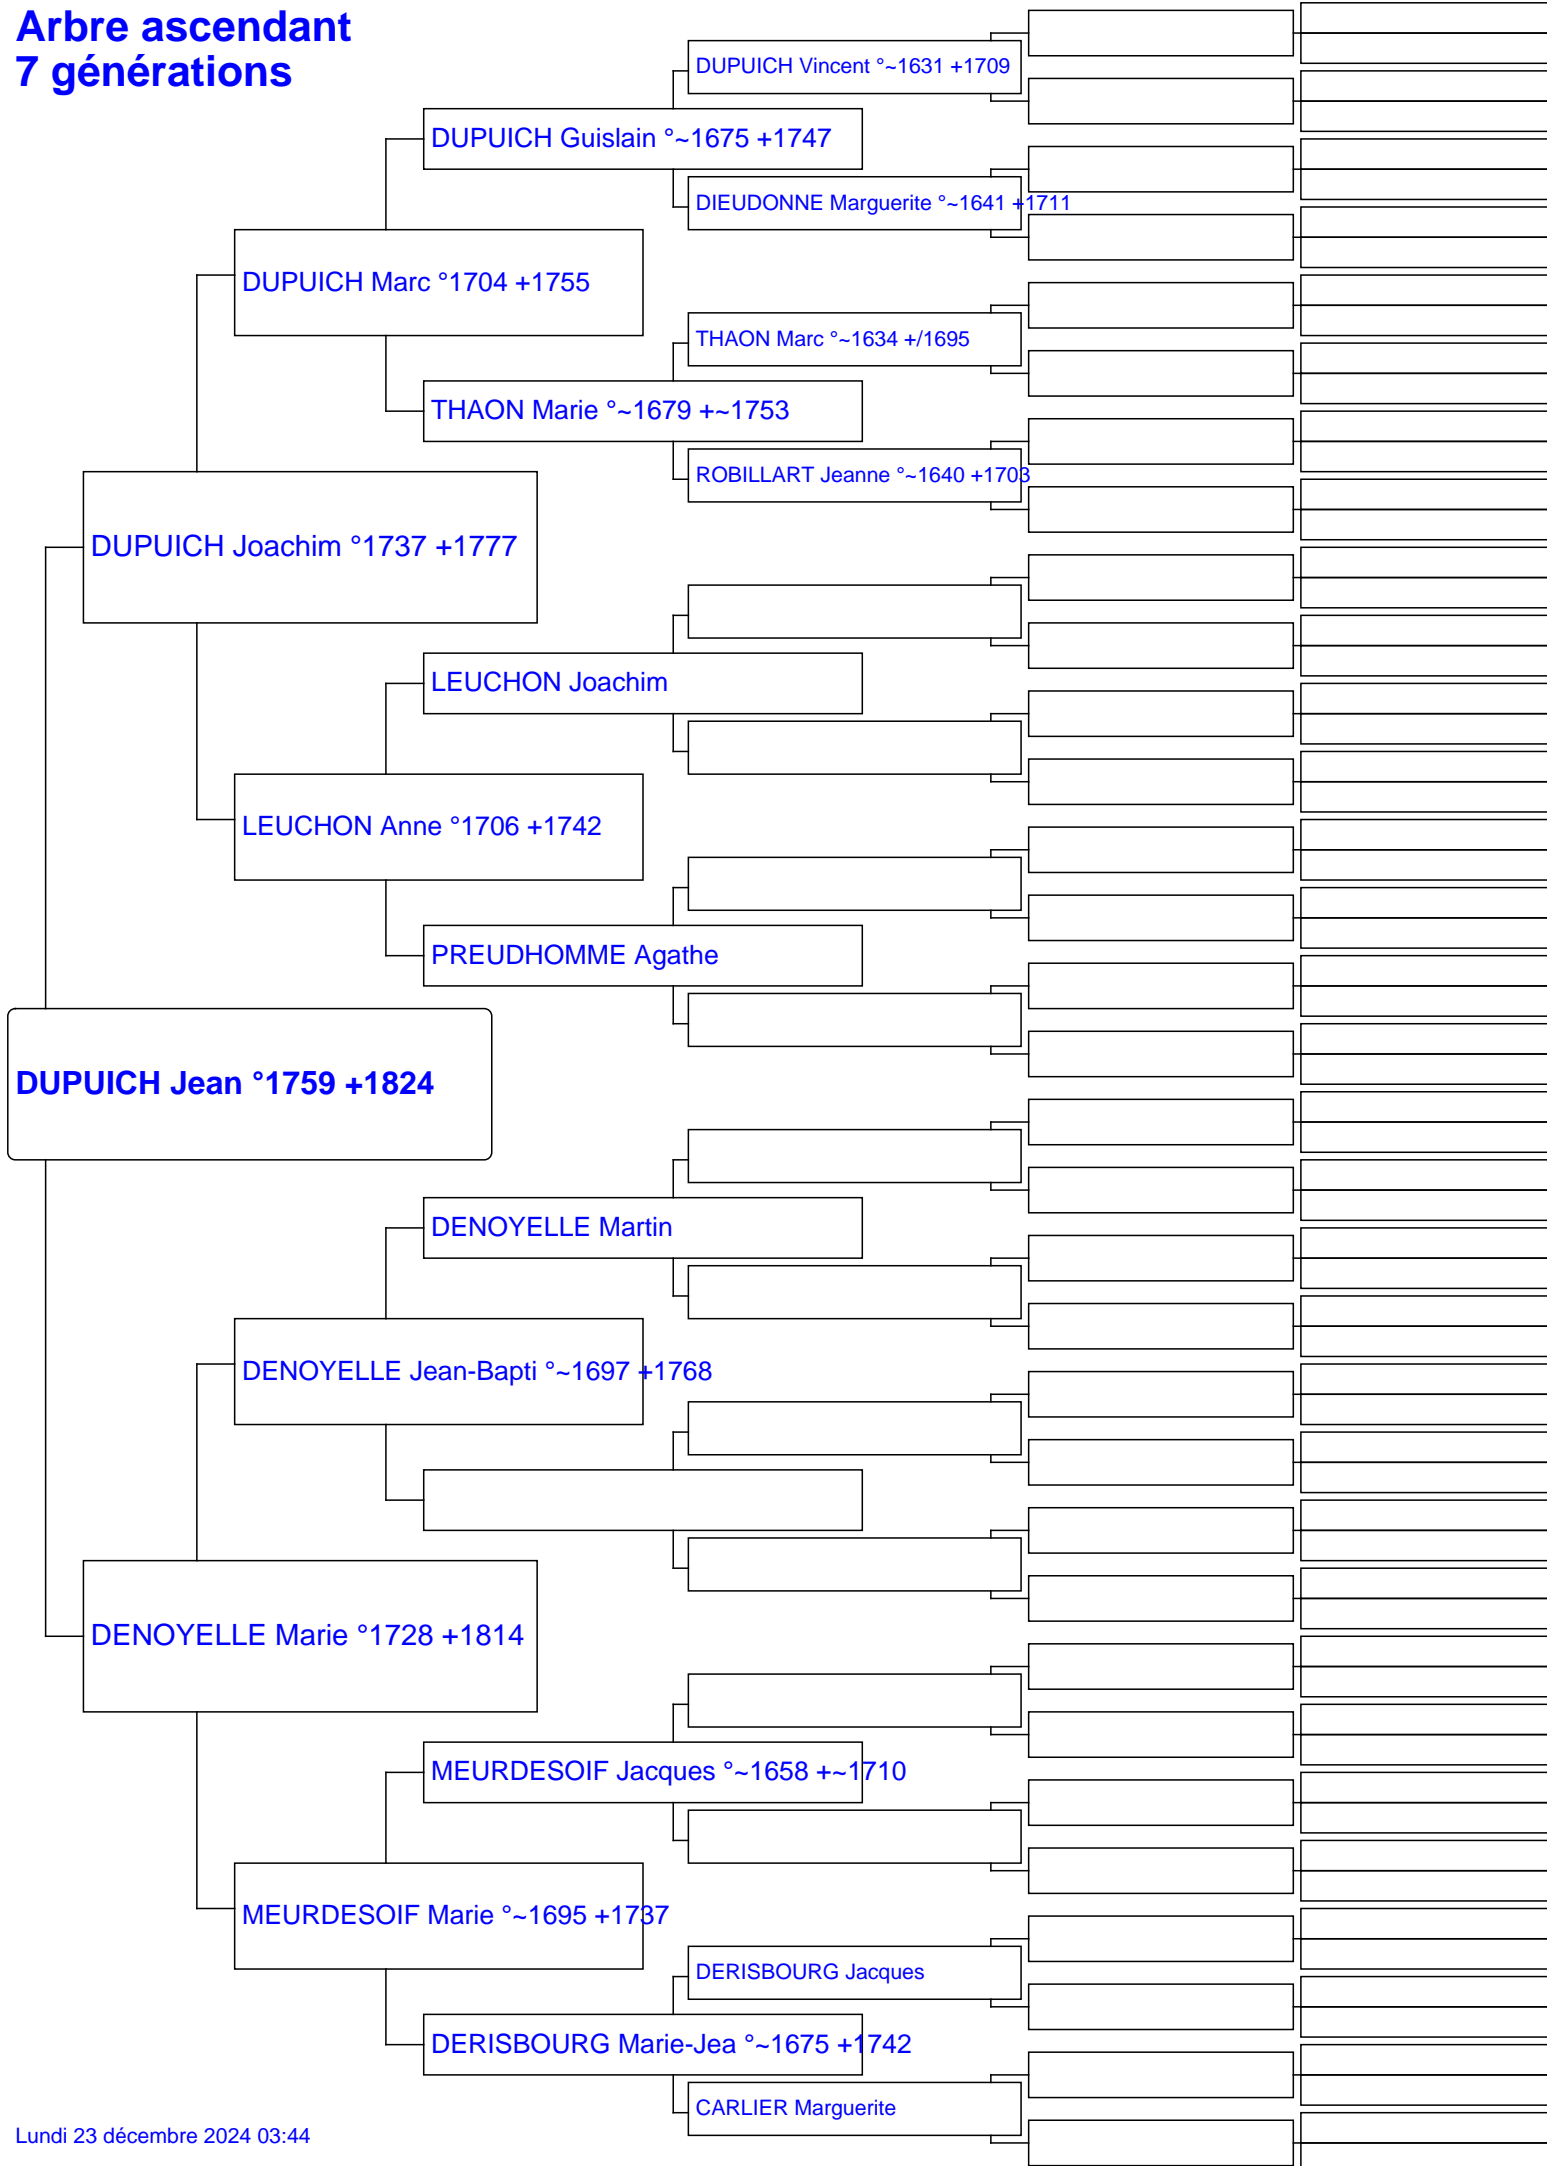 Arbre ascendant
7 générations
DUPUICH Vincent °~1631 +1709
DUPUICH Guislain °~1675 +1747
DIEUDONNE Marguerite °~1641 +1711
DUPUICH Marc °1704 +1755
THAON Marc °~1634 +/1695
THAON Marie °~1679 +~1753
ROBILLART Jeanne °~1640 +1703
DUPUICH Joachim °1737 +1777
LEUCHON Joachim
LEUCHON Anne °1706 +1742
PREUDHOMME Agathe
DUPUICH Jean °1759 +1824
DENOYELLE Martin
DENOYELLE Jean-Bapti °~1697 +1768
DENOYELLE Marie °1728 +1814
MEURDESOIF Jacques °~1658 +~1710
MEURDESOIF Marie °~1695 +1737
DERISBOURG Jacques
DERISBOURG Marie-Jea °~1675 +1742
CARLIER Marguerite
Lundi 23 décembre 2024 03:44